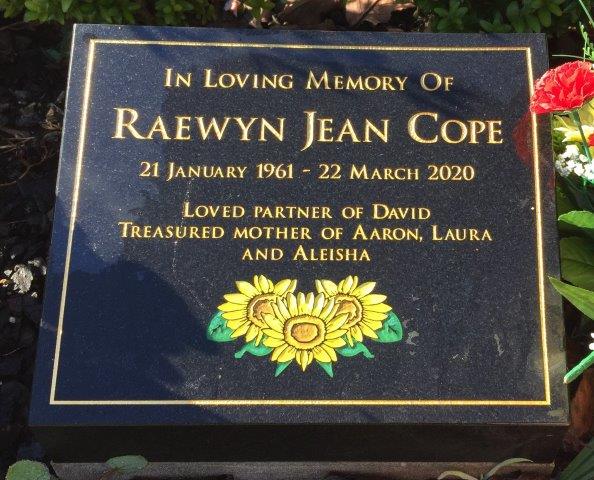 In Loving Memory Of
Raewyn Jean Cope
21 January 1961 - 22 March 2020
Loved partner of David
Treasured mother of Aaron, Laura
and Aleisha